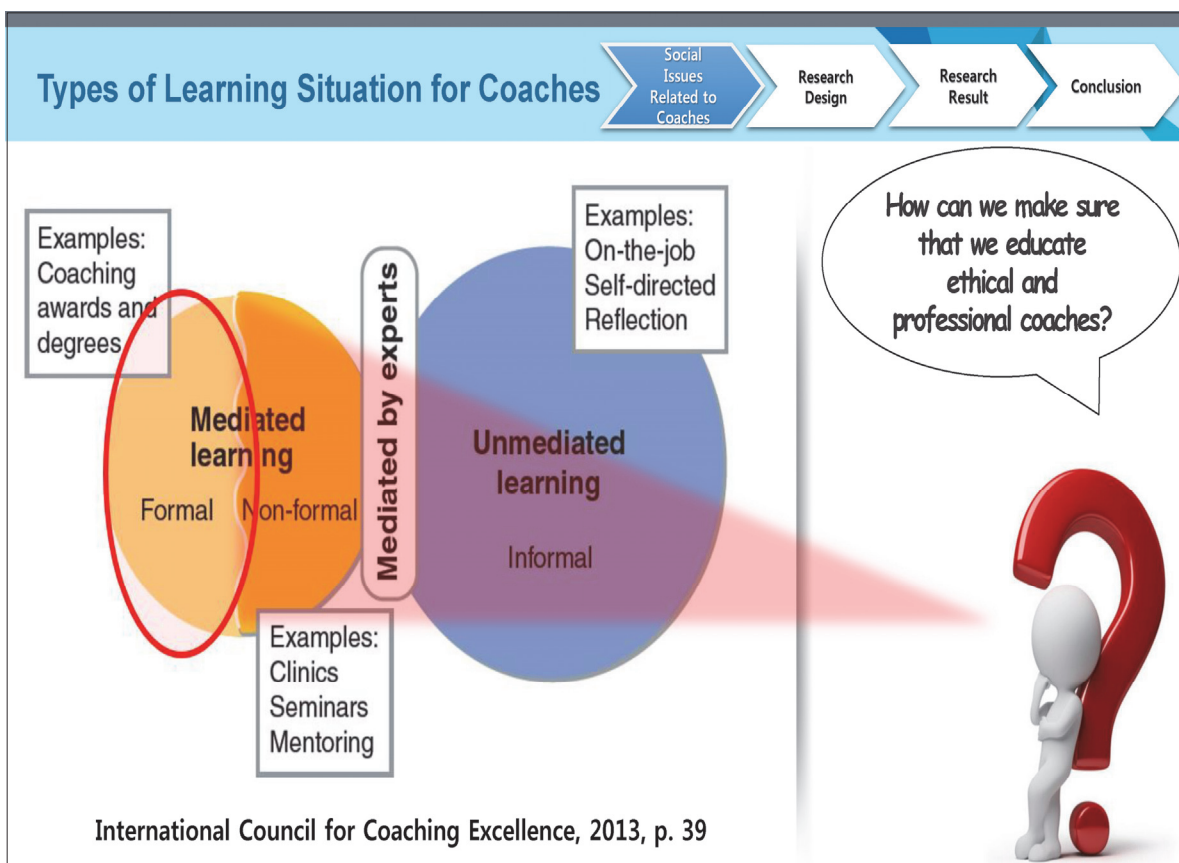 Types of Learning Situation for Coaches
Social
Issues
Related to
Coaches
Research
Design
Research
Result
Conclusion
Examples:
Coaching
awards and
degrees
Mediated
learning
Formal
Non-formal
Mediated by experts
Examples:
On-the-job
Self-directed
Reflection
Unmediated
learning
Informal
Examples:
Clinics
Seminars
Mentoring
How can we make sure
that we educate
ethical and
professional coaches?
International Council for Coaching Excellence, 2013, p. 39